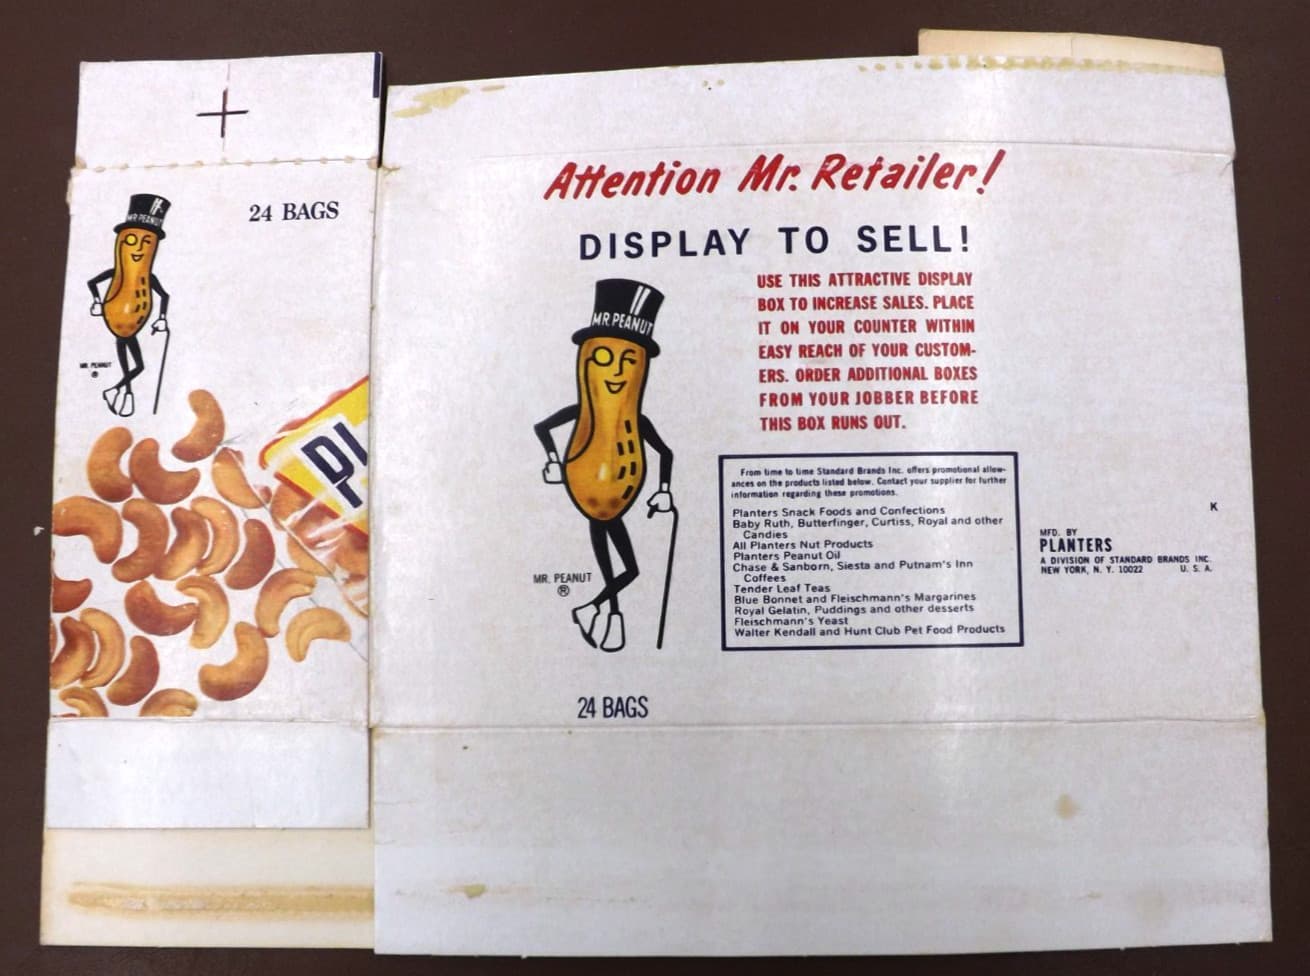 MR. PEANUT
24 BAGS
MR. PEANUT
®
Attention Mr. Retailer!
DISPLAY TO SELL!
USE THIS ATTRACTIVE DISPLAY
BOX TO INCREASE SALES. PLACE
IT ON YOUR COUNTER WITHIN
EASY REACH OF YOUR CUSTOM-
ERS. ORDER ADDITIONAL BOXES
FROM YOUR JOBBER BEFORE
THIS BOX RUNS OUT.
MR. PEANUT
MR. PEANUT
®
24 BAGS
From time to time Standard Brands Inc. offers promotional allow-
ances on the products listed below. Contact your supplier for further
information regarding these promotions.
Planters Snack Foods and Confections
Baby Ruth, Butterfinger, Curtiss, Royal and other
Candies
All Planters Nut Products
Planters Peanut Oil
Chase & Sanborn, Siesta and Putnam's Inn
Coffees
Tender Leaf Teas
Blue Bonnet and Fleischmann's Margarines
Royal Gelatin, Puddings and other desserts
Fleischmann's Yeast
Walter Kendall and Hunt Club Pet Food Products
K
MFD. BY
PLANTERS
A DIVISION OF STANDARD BRANDS INC.
NEW YORK, N. Y. 10022 U. S. A.